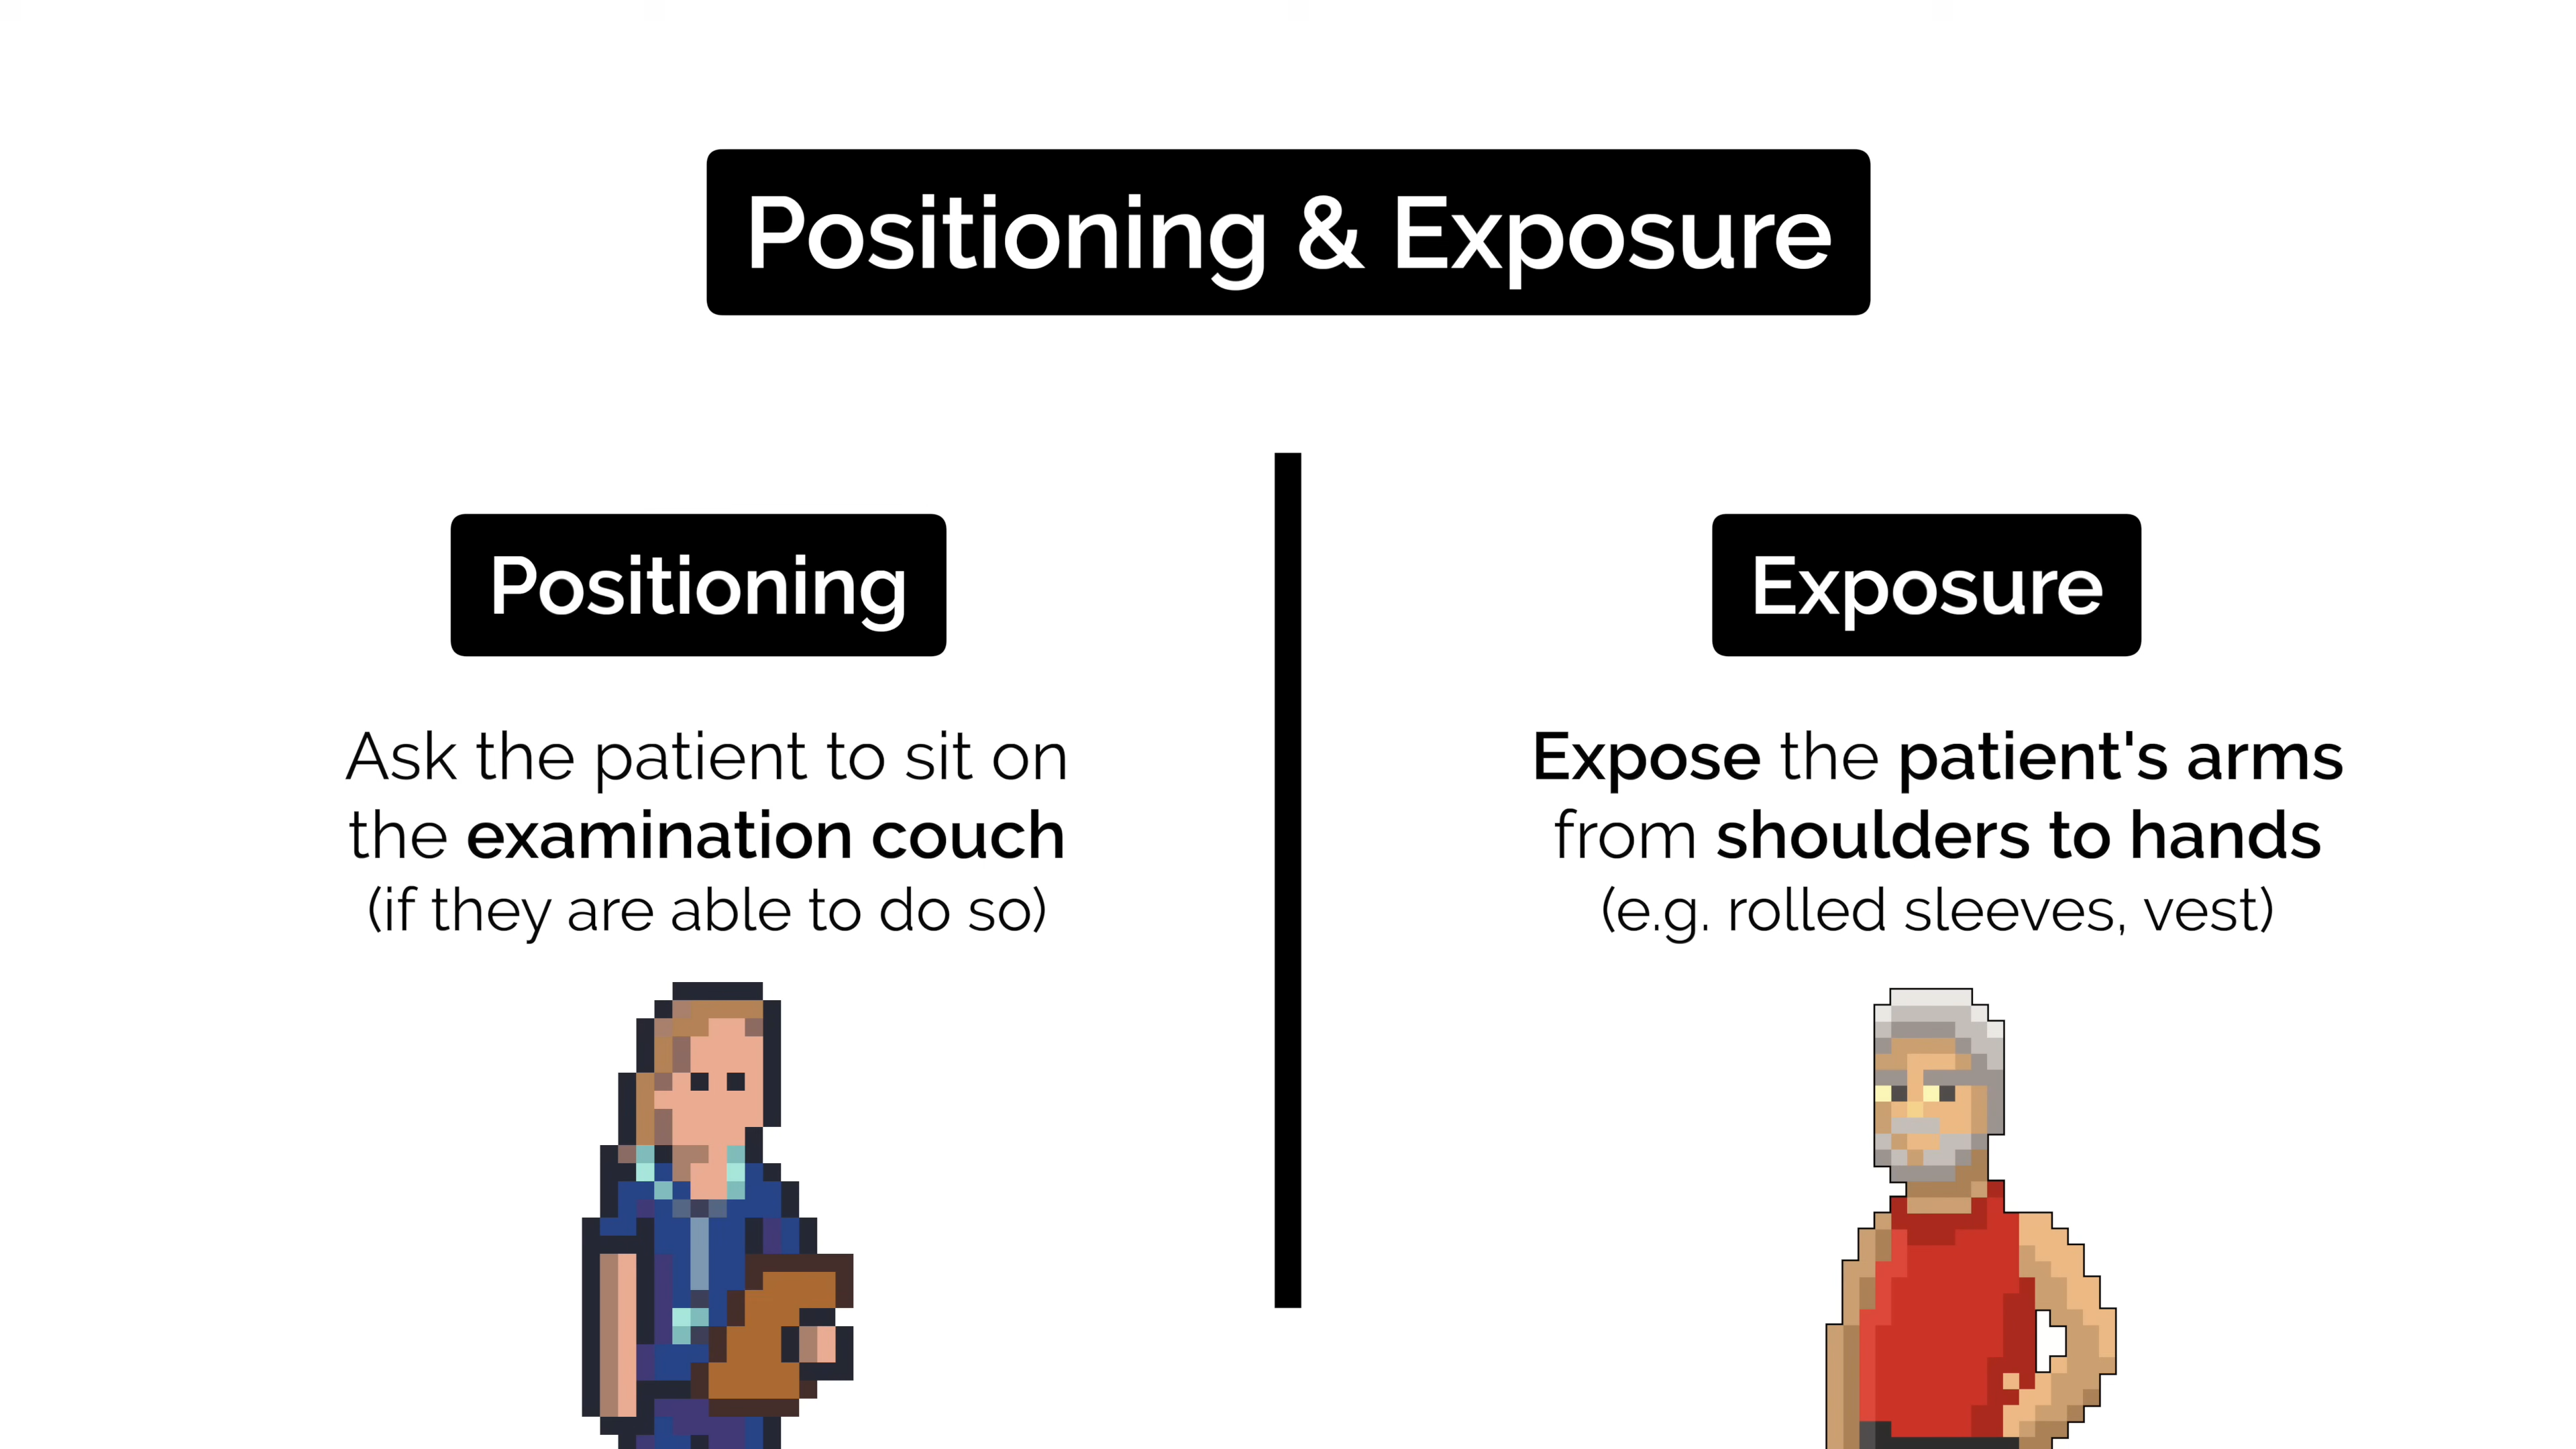 Positioning & Exposure
Positioning
Ask the patient to sit on
the examination couch
(if they are able to do so)
Exposure
Expose the patient's arms
from shoulders to hands
(e.g. rolled sleeves, vest)